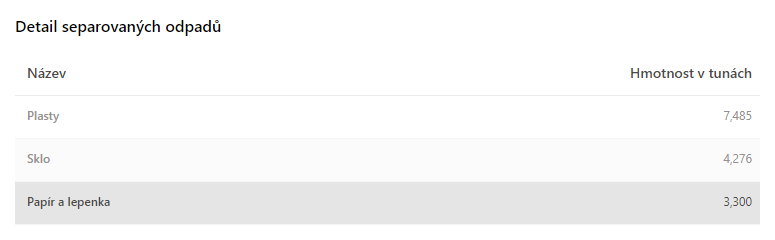 Detail separovaných odpadů
Název Hmotnost v tunách
Plasty 7,485
Sklo 4,276
Papír a lepenka 3,300